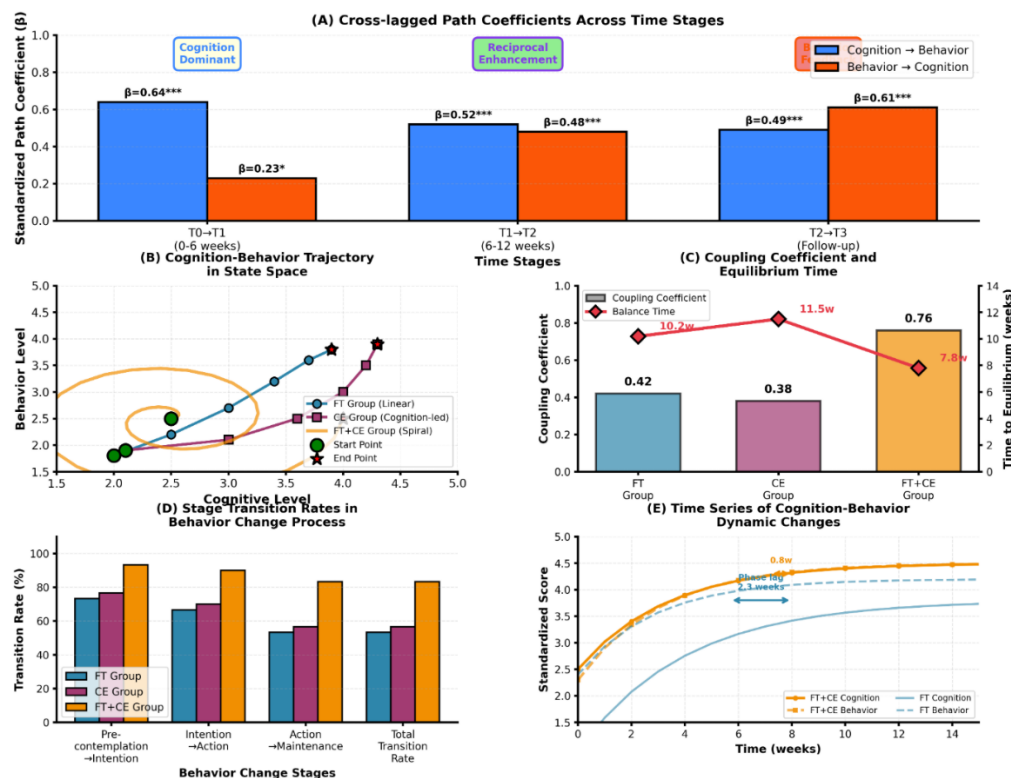 (A) Cross-lagged Path Coefficients Across Time Stages
Standardized Path Coefficient (β)
1.0
0.8
0.6
0.4
0.2
0.0
Cognition
Dominant
Reciprocal
Enhancement
Cognition → Behavior
Behavior → Cognition
β=0.64***
β=0.23*
β=0.52***
β=0.48***
β=0.49***
β=0.61***
T0→T1
(0-6 weeks)
T1→T2
(6-12 weeks)
T2→T3
(Follow-up)
Time Stages
(B) Cognition-Behavior Trajectory
in State Space
Behavior Level
5.0
4.5
4.0
3.5
3.0
2.5
2.0
1.5
FT Group (Linear)
CE Group (Cognition-led)
FT+CE Group (Spiral)
Start Point
End Point
1.5 2.0 2.5 3.0 3.5 4.0 4.5 5.0
Cognitive Level
(C) Coupling Coefficient and
Equilibrium Time
Coupling Coefficient
1.0
0.8
0.6
0.4
0.2
0.0
Coupling Coefficient
Balance Time
10.2w
11.5w
7.8w
0.42
0.38
0.76
14
12
10
8
6
4
2
0
Time to Equilibrium (weeks)
FT
Group
CE
Group
FT+CE
Group
(D) Stage Transition Rates in
Behavior Change Process
Transition Rate (%)
100
80
60
40
20
0
FT Group
CE Group
FT+CE Group
Pre-
contemplation
→Intention
Intention
→Action
Action
→Maintenance
Total
Transition
Rate
Behavior Change Stages
(E) Time Series of Cognition-Behavior
Dynamic Changes
Standardized Score
5.0
4.5
4.0
3.5
3.0
2.5
2.0
1.5
0.8w
Phase lag
2.3 weeks
FT+CE Cognition
FT+CE Behavior
FT Cognition
FT Behavior
0 2 4 6 8 10 12 14
Time (weeks)